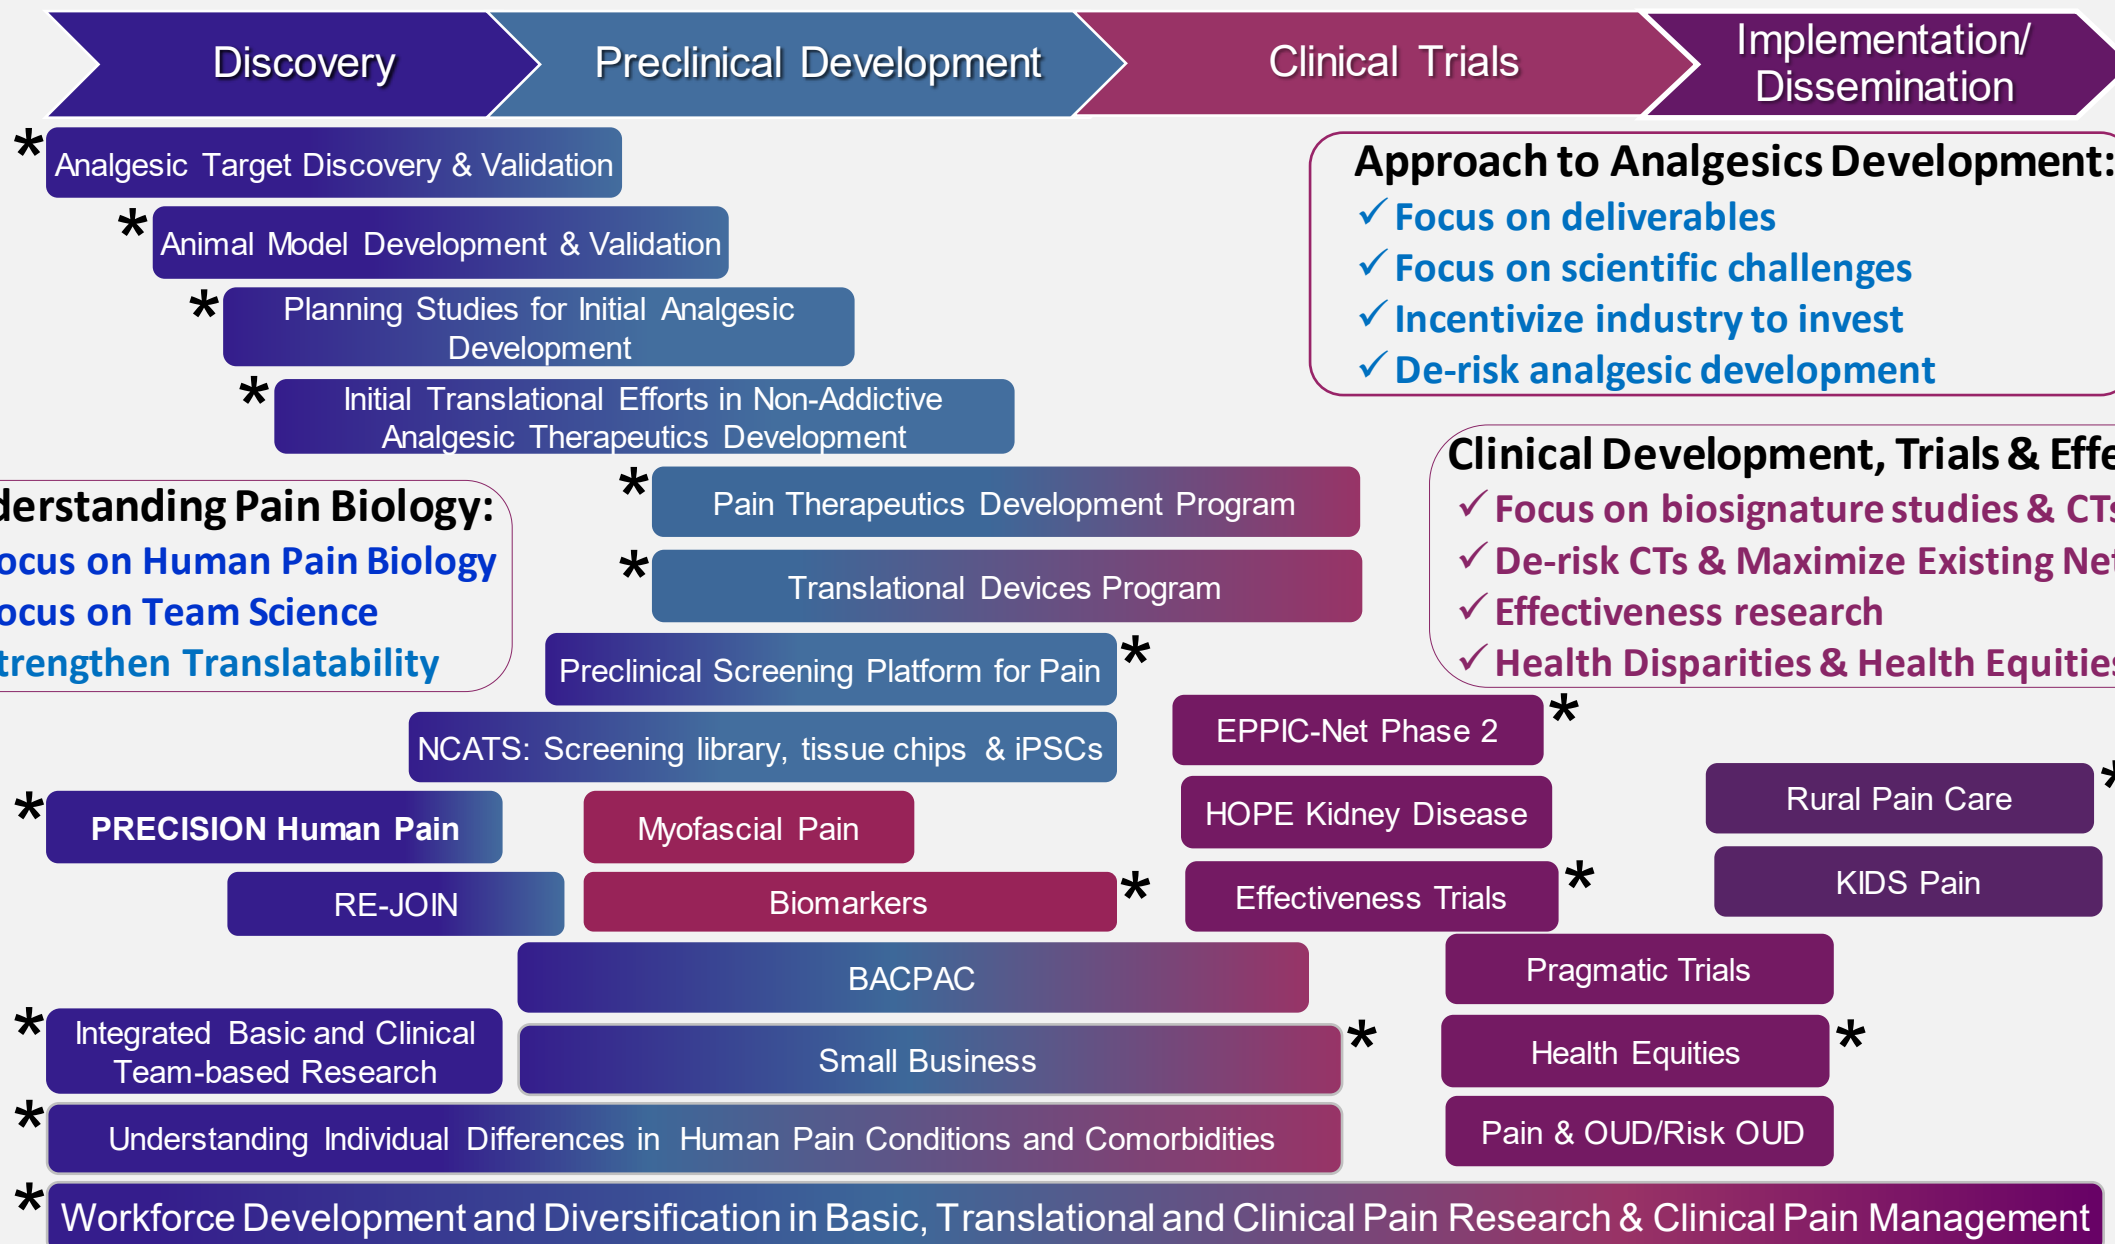 Discovery
Preclinical Development
Clinical Trials
Implementation/
Dissemination
* Analgesic Target Discovery & Validation
* Animal Model Development & Validation
* Planning Studies for Initial Analgesic
Development
* Initial Translational Efforts in Non-Addictive
Analgesic Therapeutics Development
Approach to Analgesics Development:
✓ Focus on deliverables
✓ Focus on scientific challenges
✓ Incentivize industry to invest
✓ De-risk analgesic development
derstanding Pain Biology:
ocus on Human Pain Biology
ocus on Team Science
trengthen Translatability
* Pain Therapeutics Development Program
* Translational Devices Program
Clinical Development, Trials & Effe
✓ Focus on biosignature studies & CTs
✓ De-risk CTs & Maximize Existing Net
✓ Effectiveness research
✓ Health Disparities & Health Equities
Preclinical Screening Platform for Pain *
NCATS: Screening library, tissue chips & iPSCs
* PRECISION Human Pain
Myofascial Pain
RE-JOIN
Biomarkers *
EPPIC-Net Phase 2 *
HOPE Kidney Disease
Effectiveness Trials *
Rural Pain Care *
KIDS Pain
BACPAC
* Integrated Basic and Clinical
Team-based Research
Small Business *
Pragmatic Trials
Health Equities *
Pain & OUD/Risk OUD
* Understanding Individual Differences in Human Pain Conditions and Comorbidities
* Workforce Development and Diversification in Basic, Translational and Clinical Pain Research & Clinical Pain Management